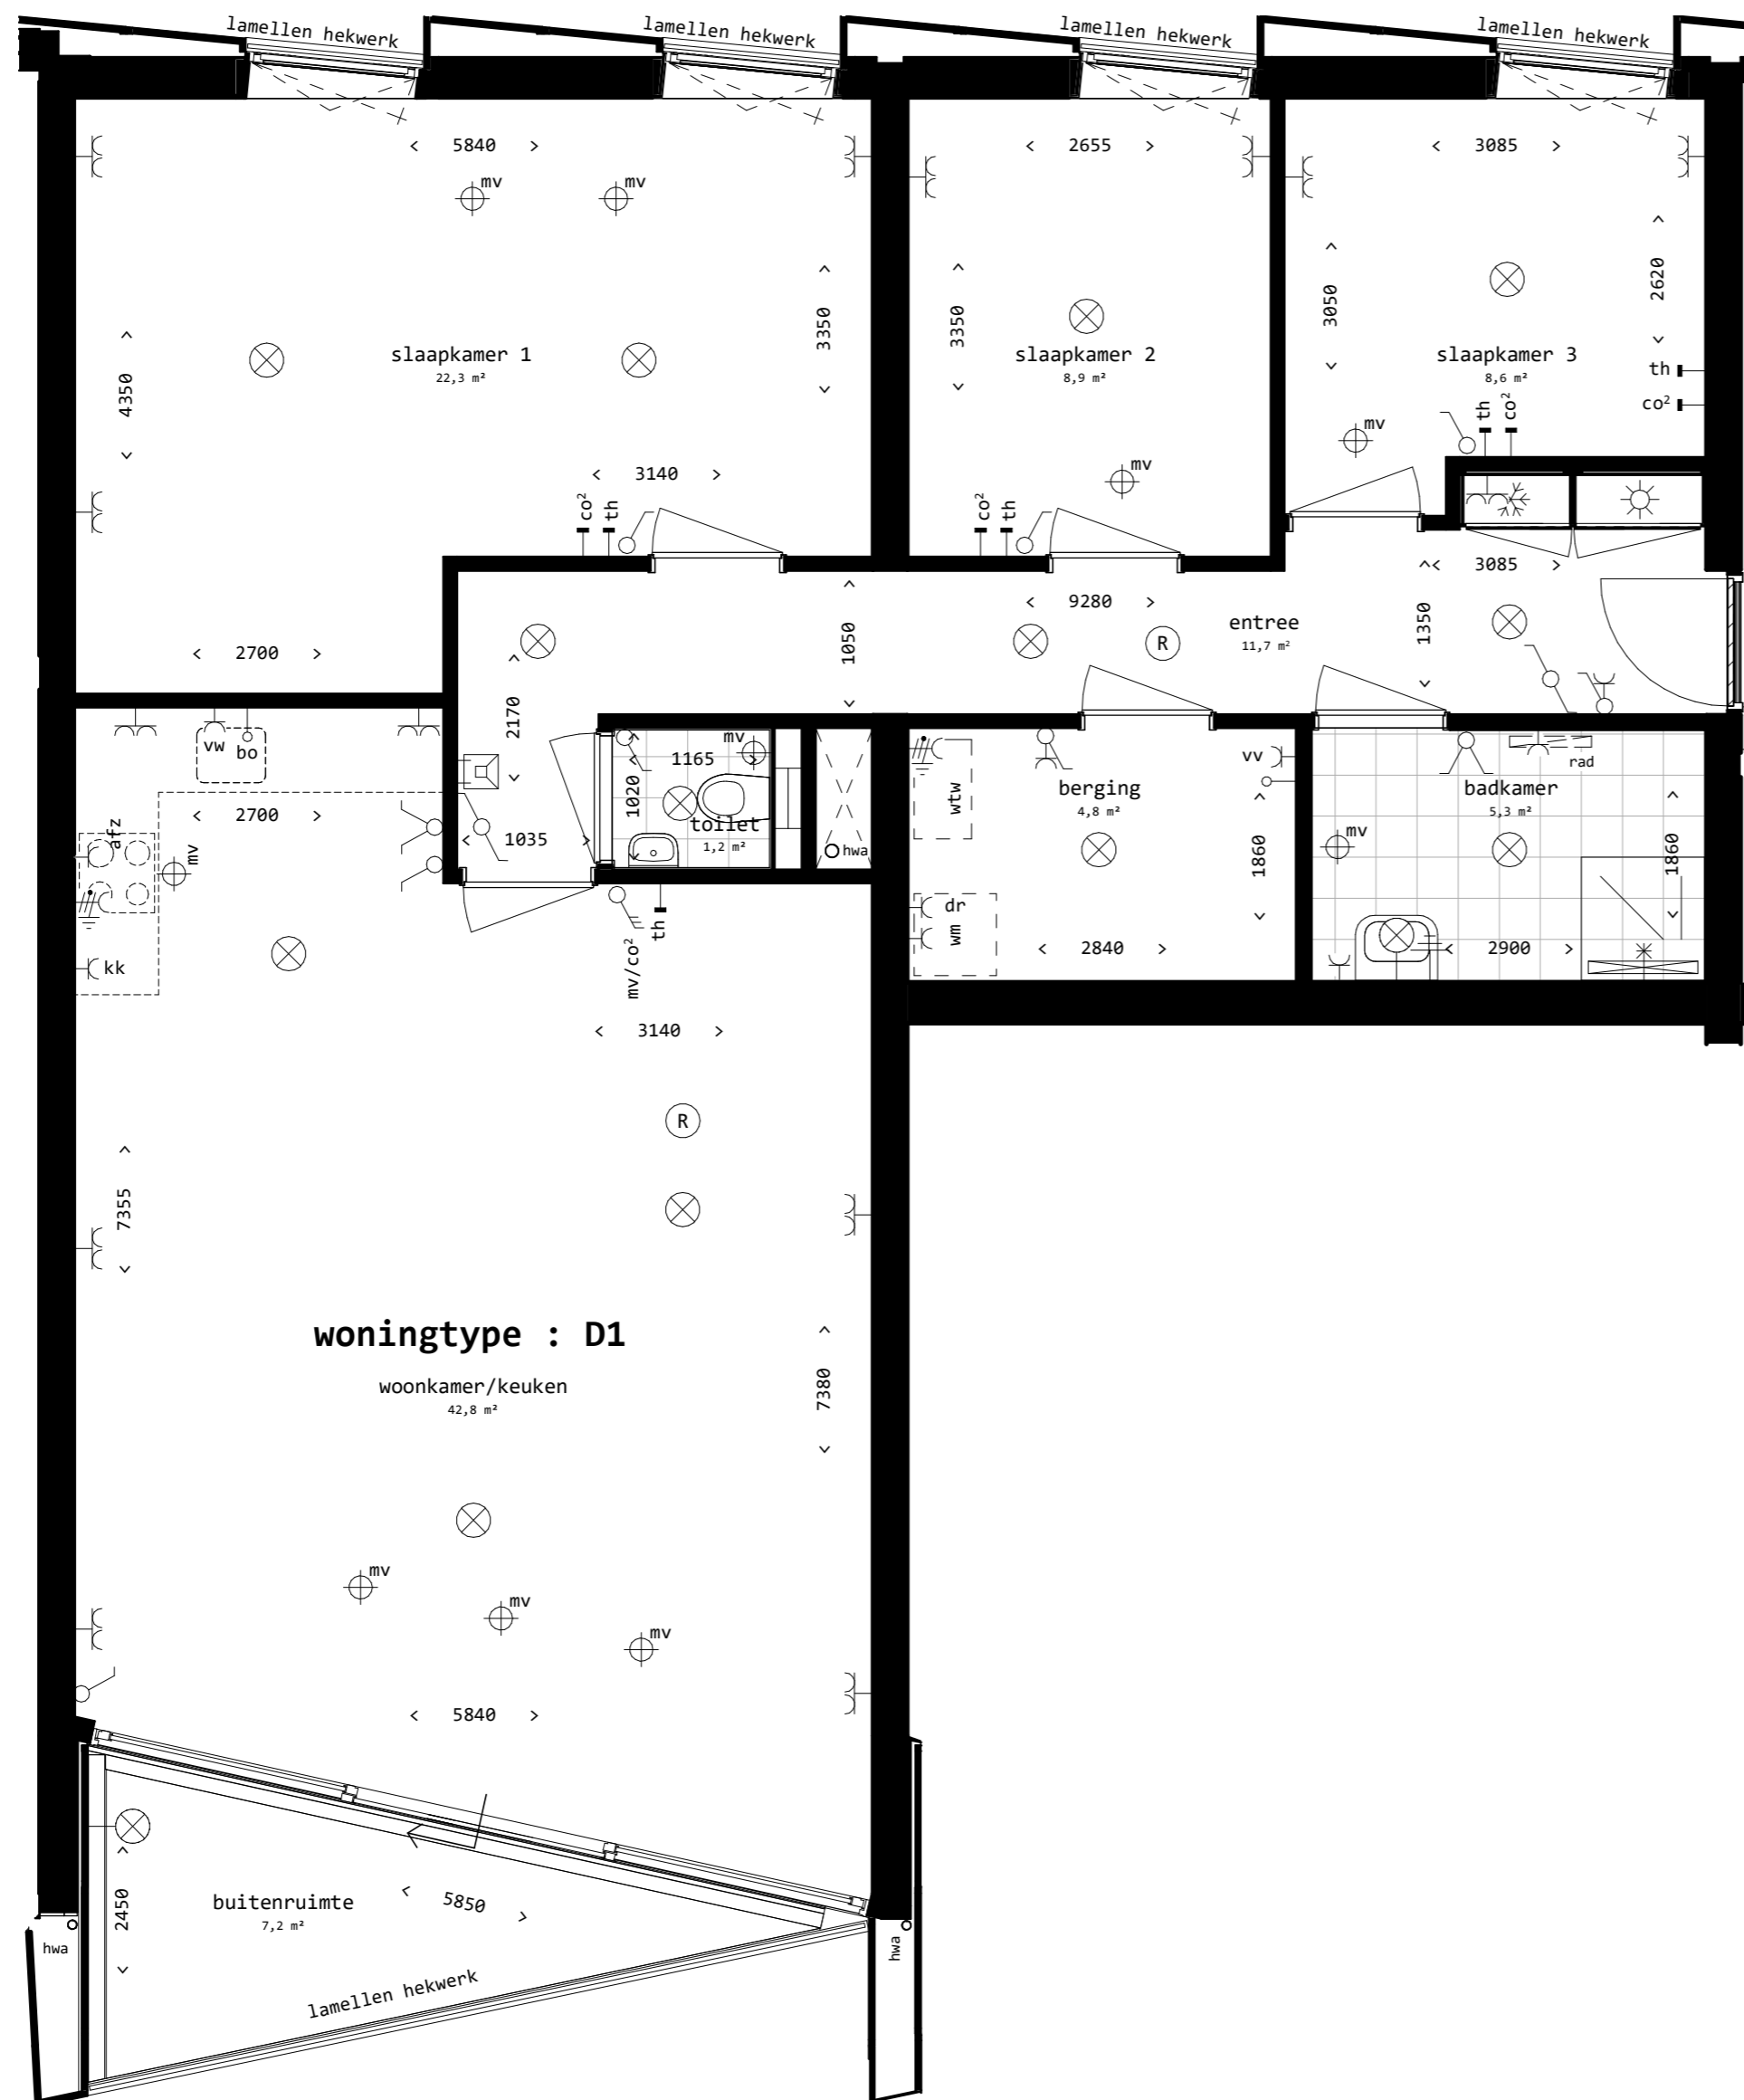 lamellen hekwerk
lamellen hekwerk
lamellen hekwerk
lamellen hekwerk
5840
2655
3085
mv
mv
4350
slaapkamer 1
22,3 m²
3350
3350
slaapkamer 2
8,9 m²
3050
slaapkamer 3
8,6 m²
2620
th
co²
th
co²
mv
3140
co²
th
mv
co²
th
3085
9280
entree
11,7 m²
1350
1050
R
2700
2170
vw
bo
mv
1165
1020
toilet
1,2 m²
hwa
1035
2700
afz
mv
kk
vv
berging
4,8 m²
wtw
1860
dr
wm
2840
rad
badkamer
5,3 m²
mv
1860
2900
mv/co²
th
3140
R
7355
woningtype : D1
woonkamer/keuken
42,8 m²
7380
mv
mv
mv
5840
2450
buitenruimte
7,2 m²
5850
hwa
hwa
lamellen hekwerk